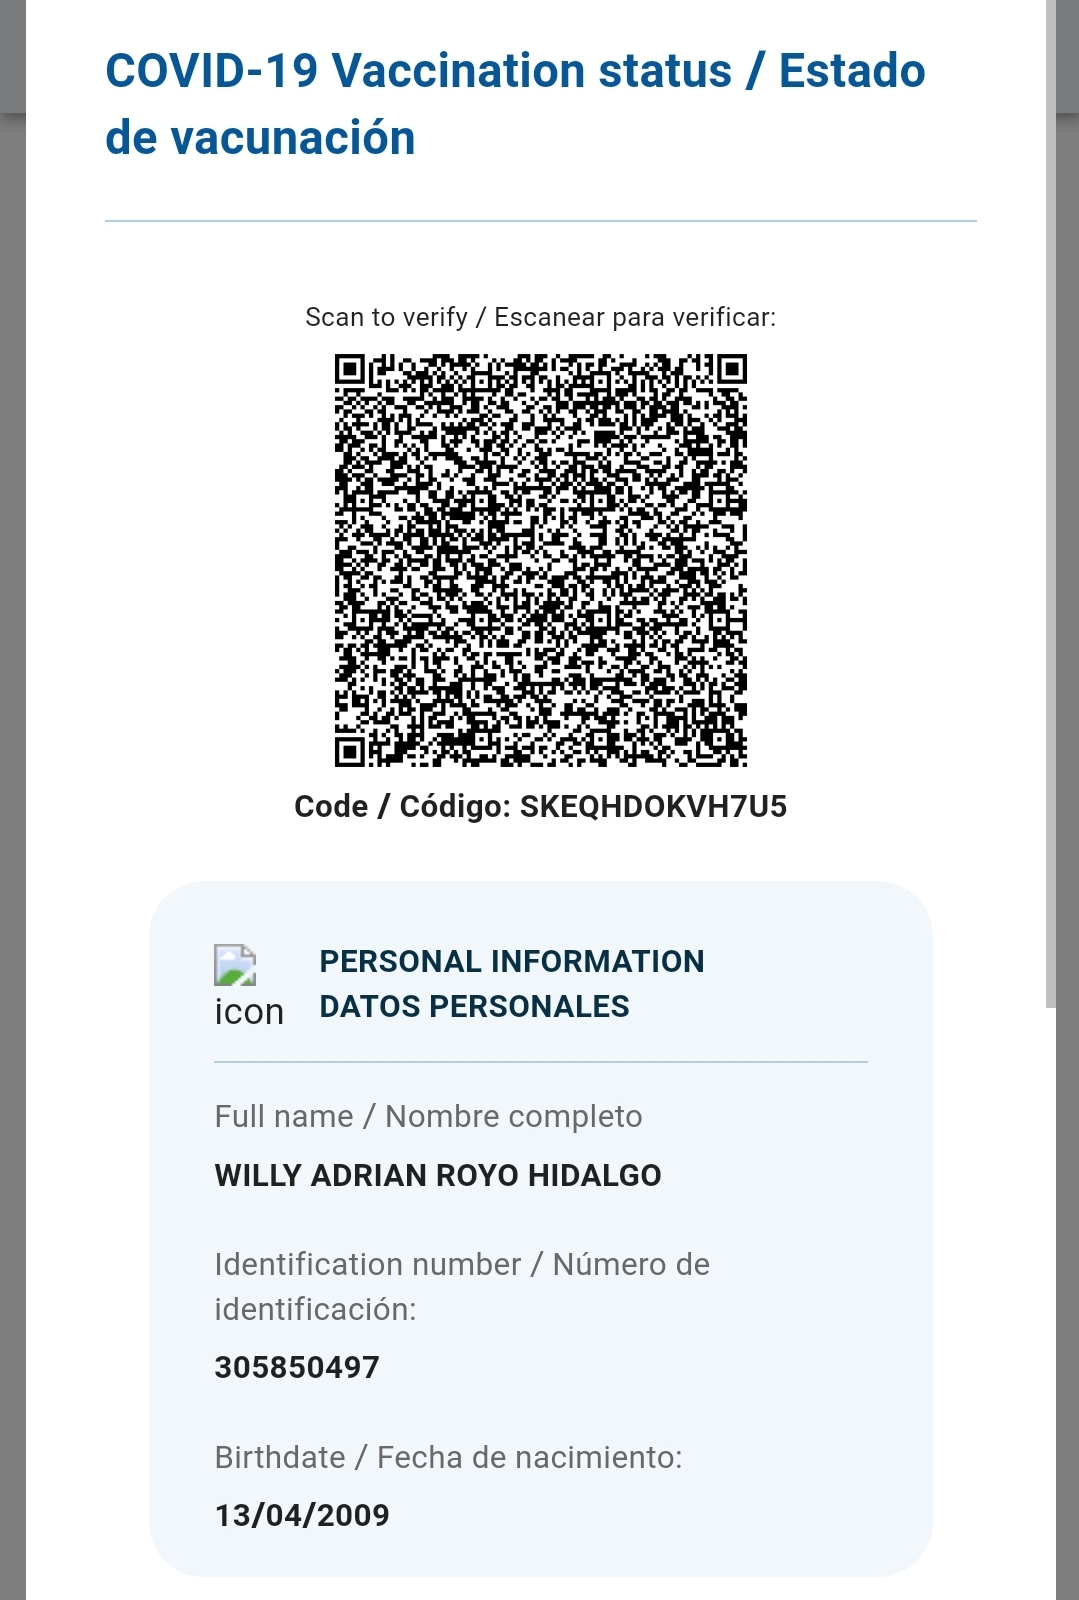 COVID-19 Vaccination status / Estado
de vacunación
Scan to verify / Escanear para verificar:
Code / Código: SKEQHDOKVH7U5
icon
PERSONAL INFORMATION
DATOS PERSONALES
Full name / Nombre completo
WILLY ADRIAN ROYO HIDALGO
Identification number / Número de
identificación:
305850497
Birthdate / Fecha de nacimiento:
13/04/2009